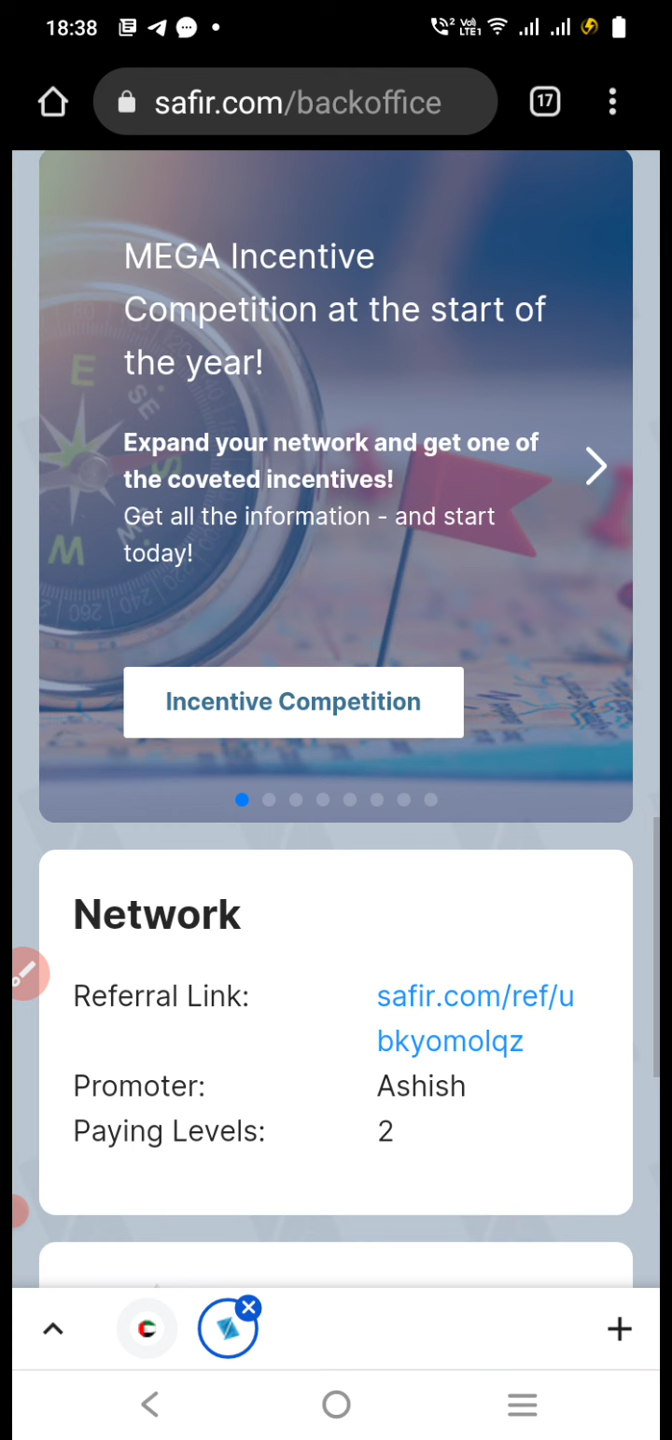 18:38
safir.com/backoffice
17
MEGA Incentive
Competition at the start of
the year!
Expand your network and get one of
the coveted incentives!
Get all the information - and start
today!
Incentive Competition
Network
Referral Link: safir.com/ref/u
bkyomolqz
Promoter: Ashish
Paying Levels: 2